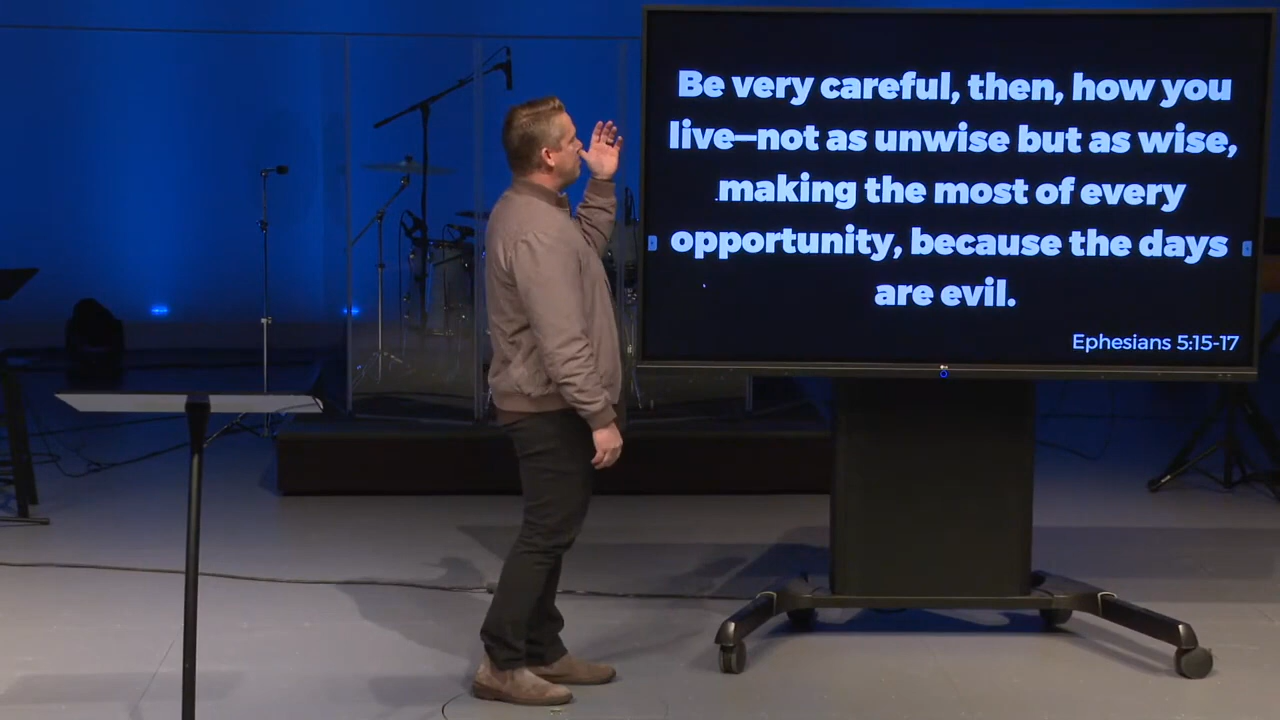 Be very careful, then, how you
live—not as unwise but as wise,
making the most of every
opportunity, because the days
are evil.
Ephesians 5:15-17